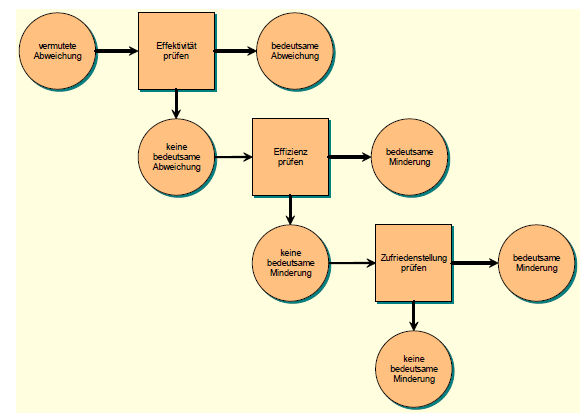 vermutete
Abweichung
Effektivität
prüfen
bedeutsame
Abweichung
keine
bedeutsame
Abweichung
Effizienz
prüfen
bedeutsame
Minderung
keine
bedeutsame
Minderung
Zufriedenstellung
prüfen
bedeutsame
Minderung
keine
bedeutsame
Minderung